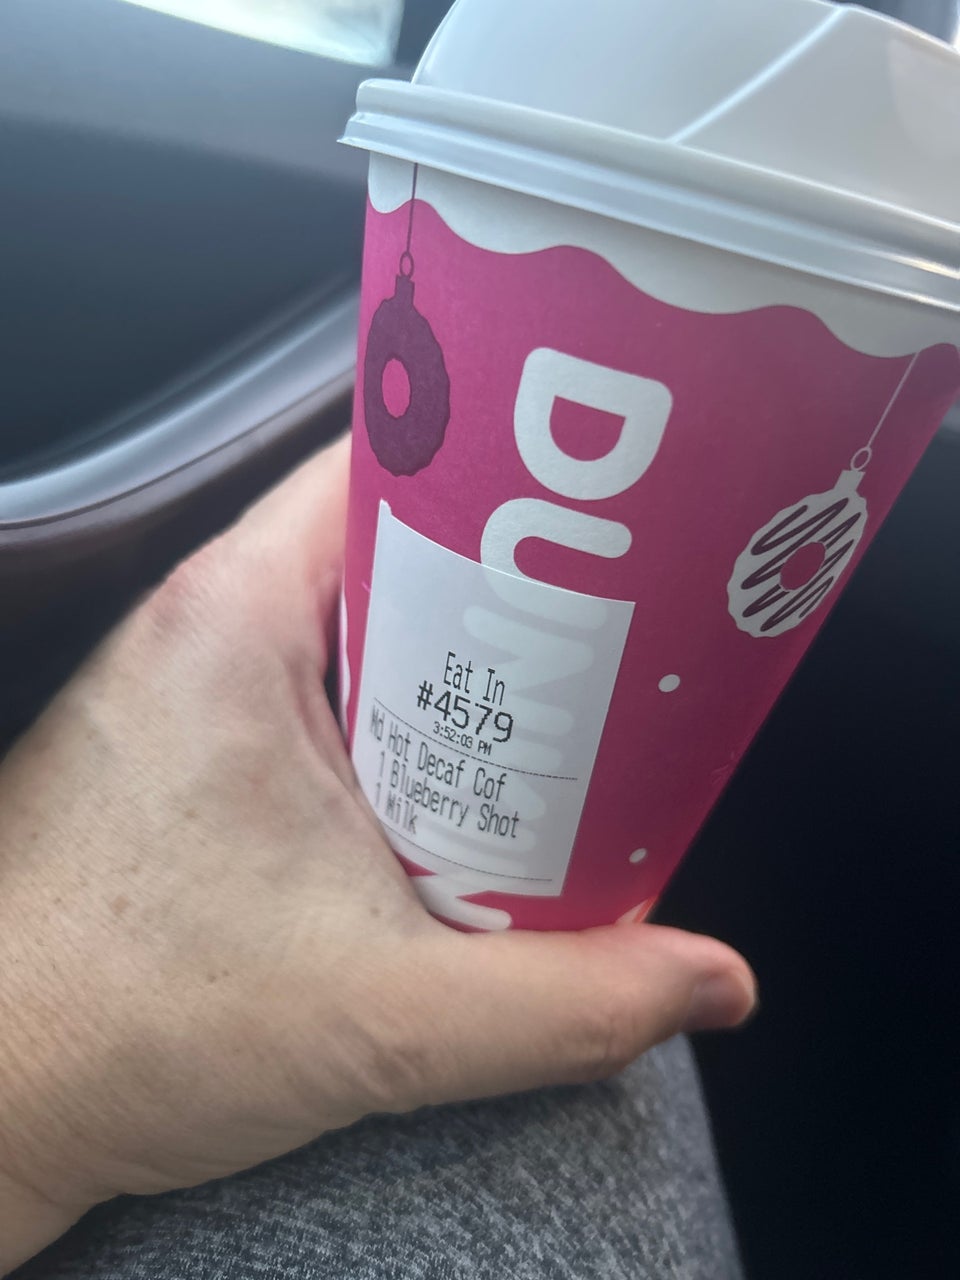 DUNKIN
Eat In
#4579
3:52:03 PM
Md Hot Decaf Cof
1 Blueberry Shot
1 Milk